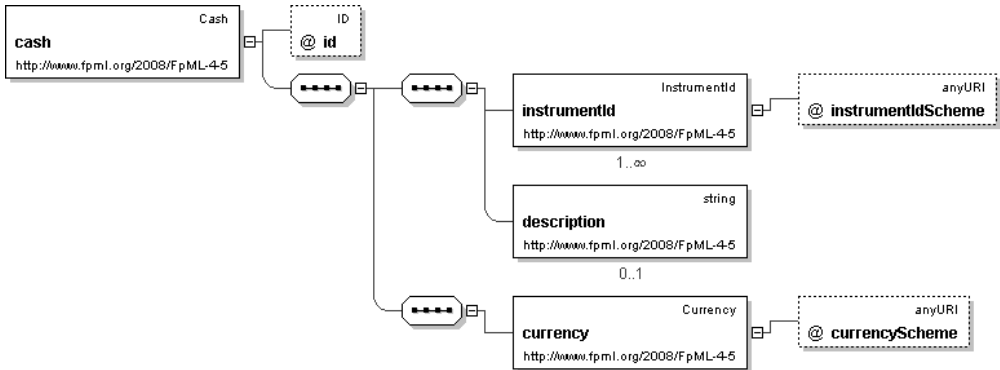 Cash
cash
http://www.fpml.org/2008/FpML-4-5
ID
@ id
InstrumentId
instrumentId
http://www.fpml.org/2008/FpML-4-5
1..∞
anyURI
@ instrumentIdScheme
string
description
http://www.fpml.org/2008/FpML-4-5
0..1
Currency
currency
http://www.fpml.org/2008/FpML-4-5
anyURI
@ currencyScheme